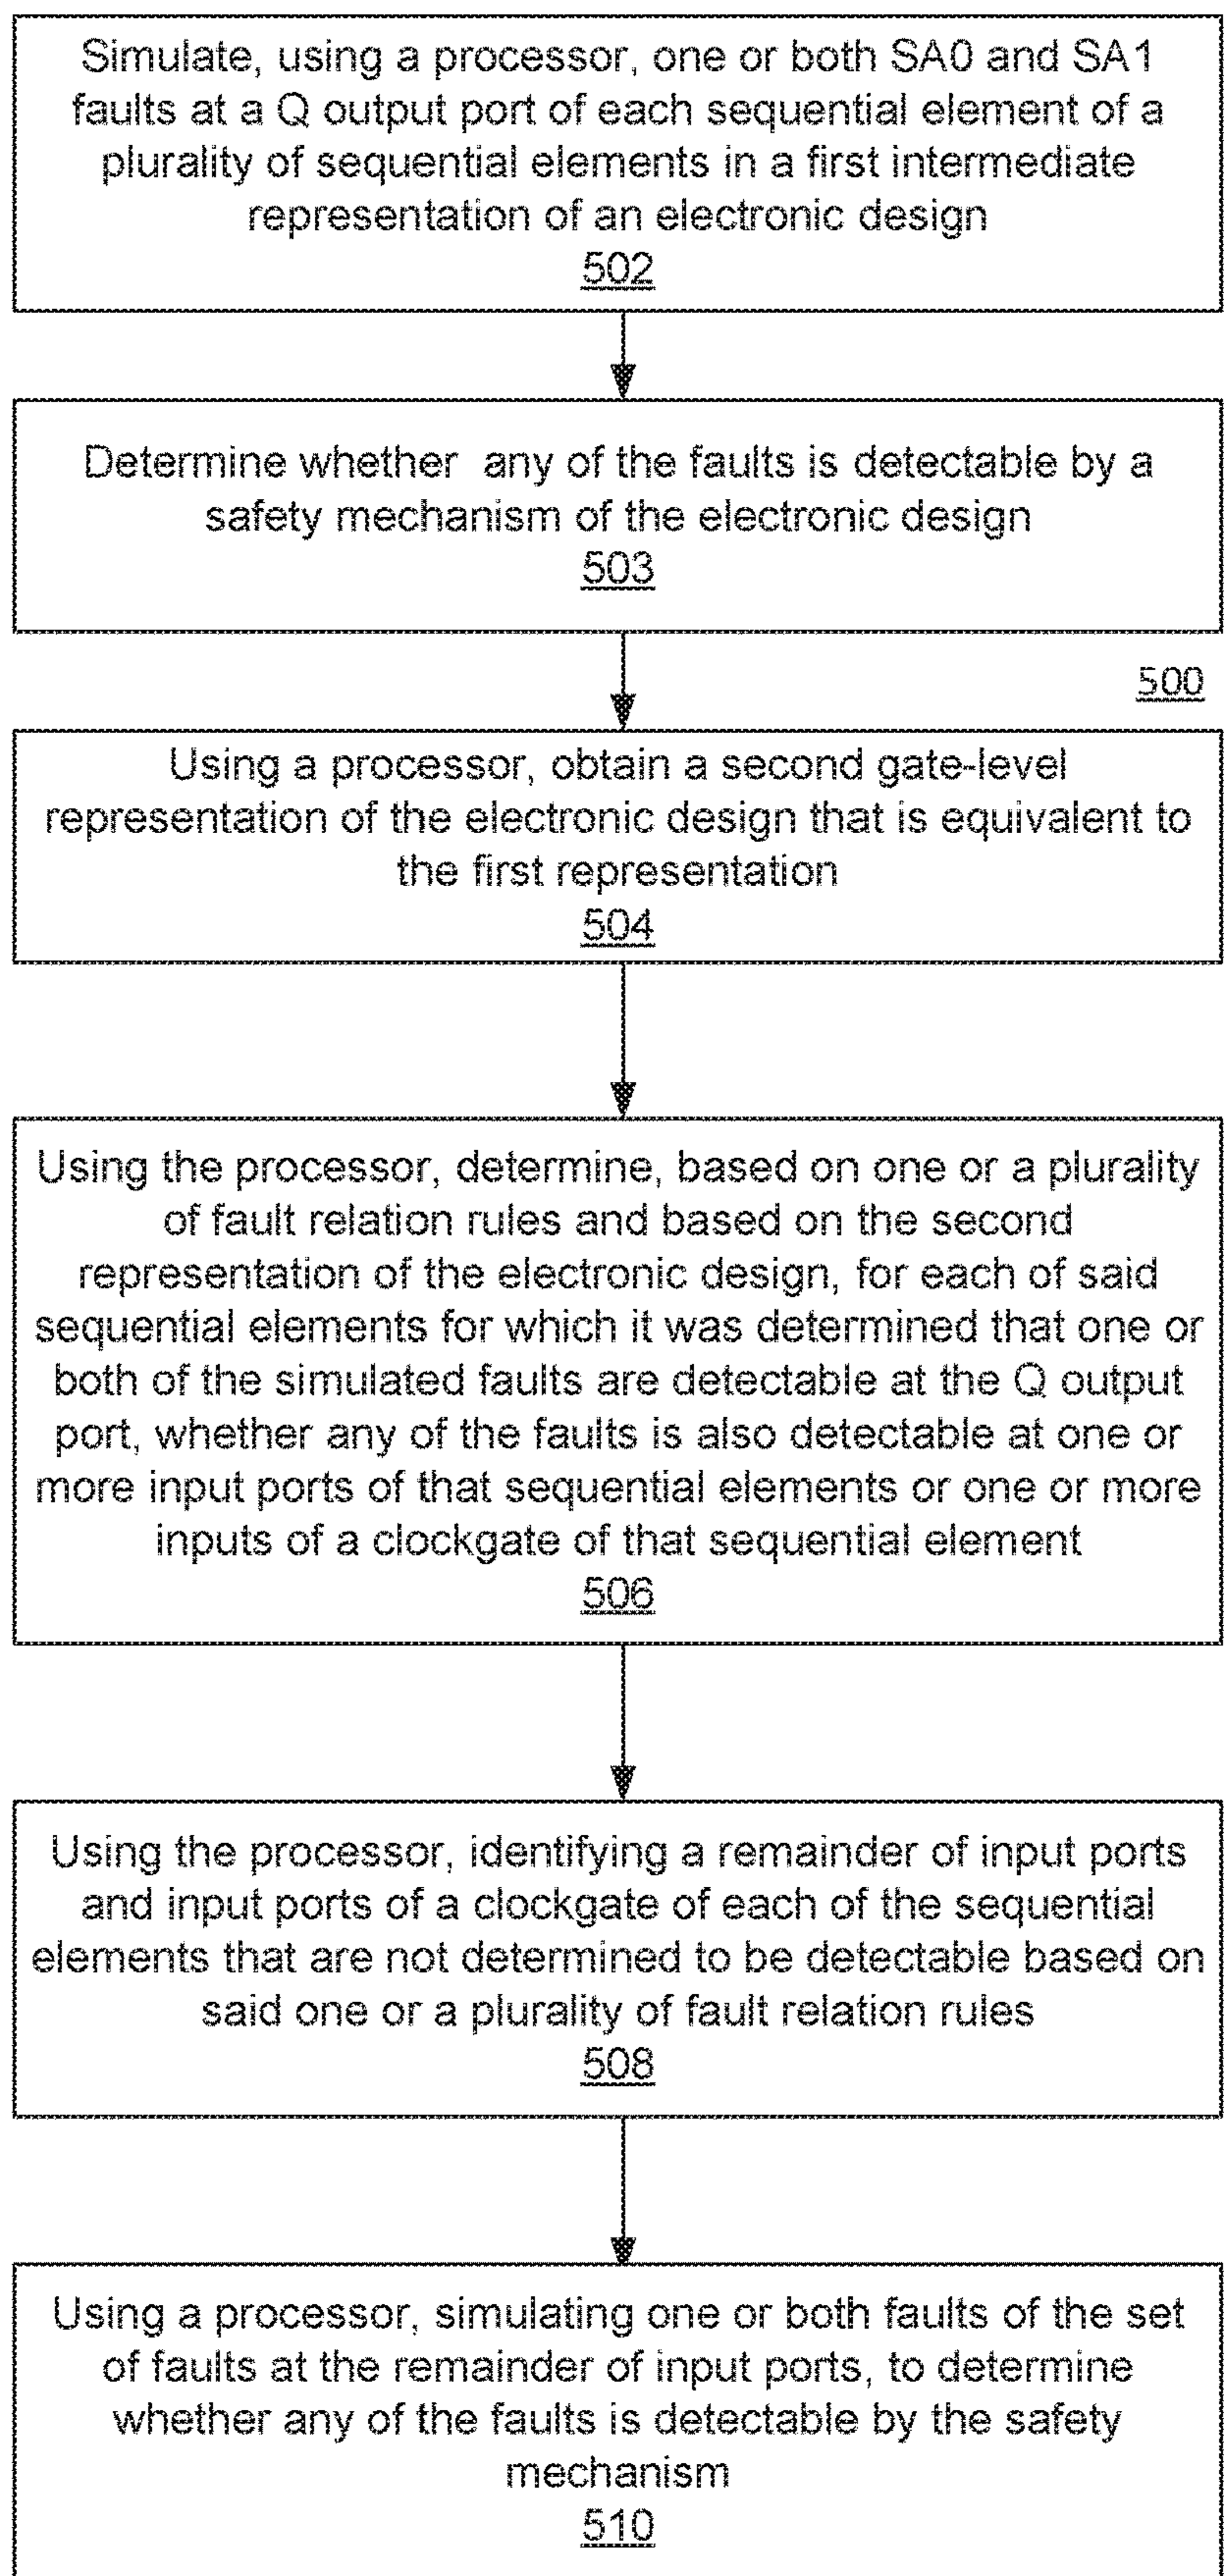 Simulate, using a processor, one or both SA0 and SA1
faults at a Q output port of each sequential element of a
plurality of sequential elements in a first intermediate
representation of an electronic design
502
Determine whether any of the faults is detectable by a
safety mechanism of the electronic design
503
500
Using a processor, obtain a second gate-level
representation of the electronic design that is equivalent to
the first representation
504
Using the processor, determine, based on one or a plurality
of fault relation rules and based on the second
representation of the electronic design, for each of said
sequential elements for which it was determined that one or
both of the simulated faults are detectable at the Q output
port, whether any of the faults is also detectable at one or
more input ports of that sequential elements or one or more
inputs of a clockgate of that sequential element
506
Using the processor, identifying a remainder of input ports
and input ports of a clockgate of each of the sequential
elements that are not determined to be detectable based on
said one or a plurality of fault relation rules
508
Using a processor, simulating one or both faults of the set
of faults at the remainder of input ports, to determine
whether any of the faults is detectable by the safety
mechanism
510